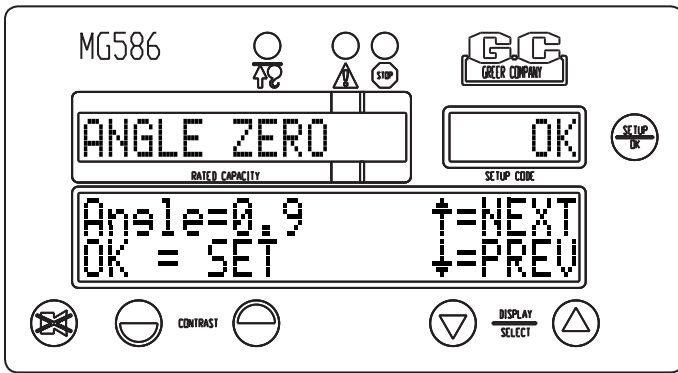 MG586
G.C
GREER COMPANY
STOP
ANGLE ZERO
OK
SETUP
OK
RATED CAPACITY
SETUP CODE
Angle=0.9 ↑=NEXT
OK = SET ↓=PREV
CONTRAST
DISPLAY
SELECT